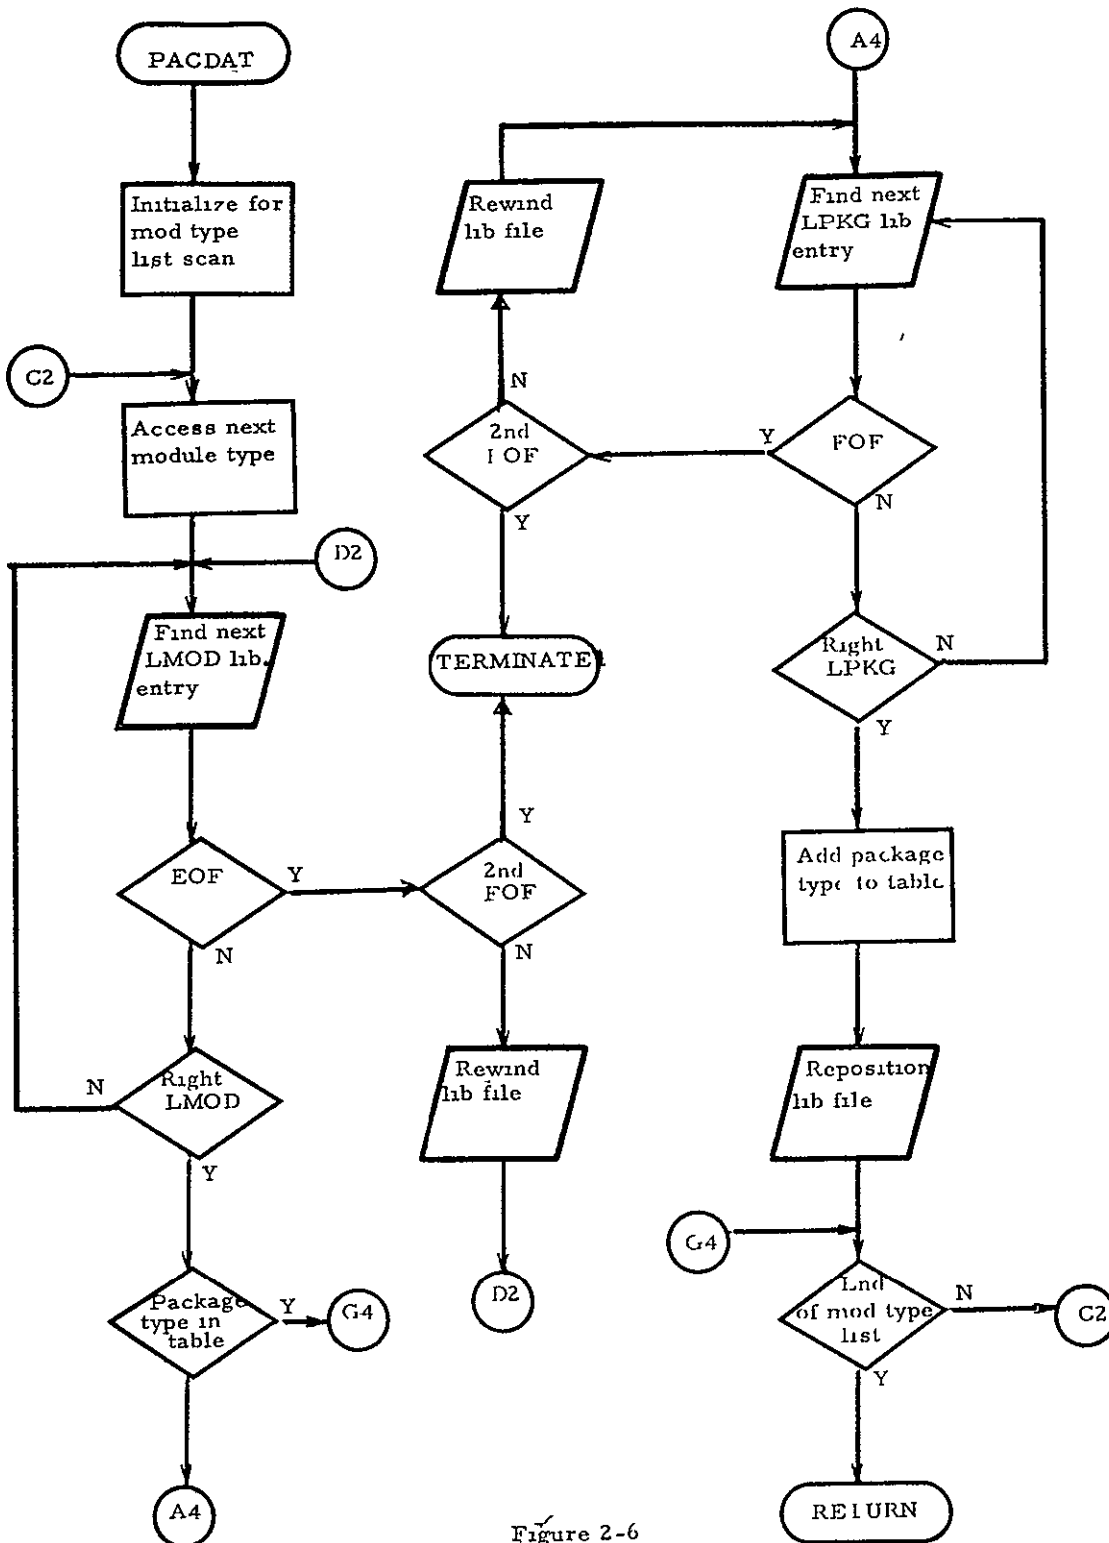 PACDAT
Initialize for
mod type
list scan
C2
Access next
module type
D2
Find next
LMOD lib.
entry
EOF
Y
N
Right
LMOD
N
Y
Package
type in
table
Y
G4
A4
Rewind
lib file
N
2nd
EOF
Y
TERMINATE
Y
2nd
EOF
N
Rewind
lib file
D2
A4
Find next
LPKG lib
entry
Y
EOF
N
Right
LPKG
N
Y
Add package
type to table
Reposition
lib file
G4
End
of mod type
list
N
C2
Y
RETURN
Figure 2-6